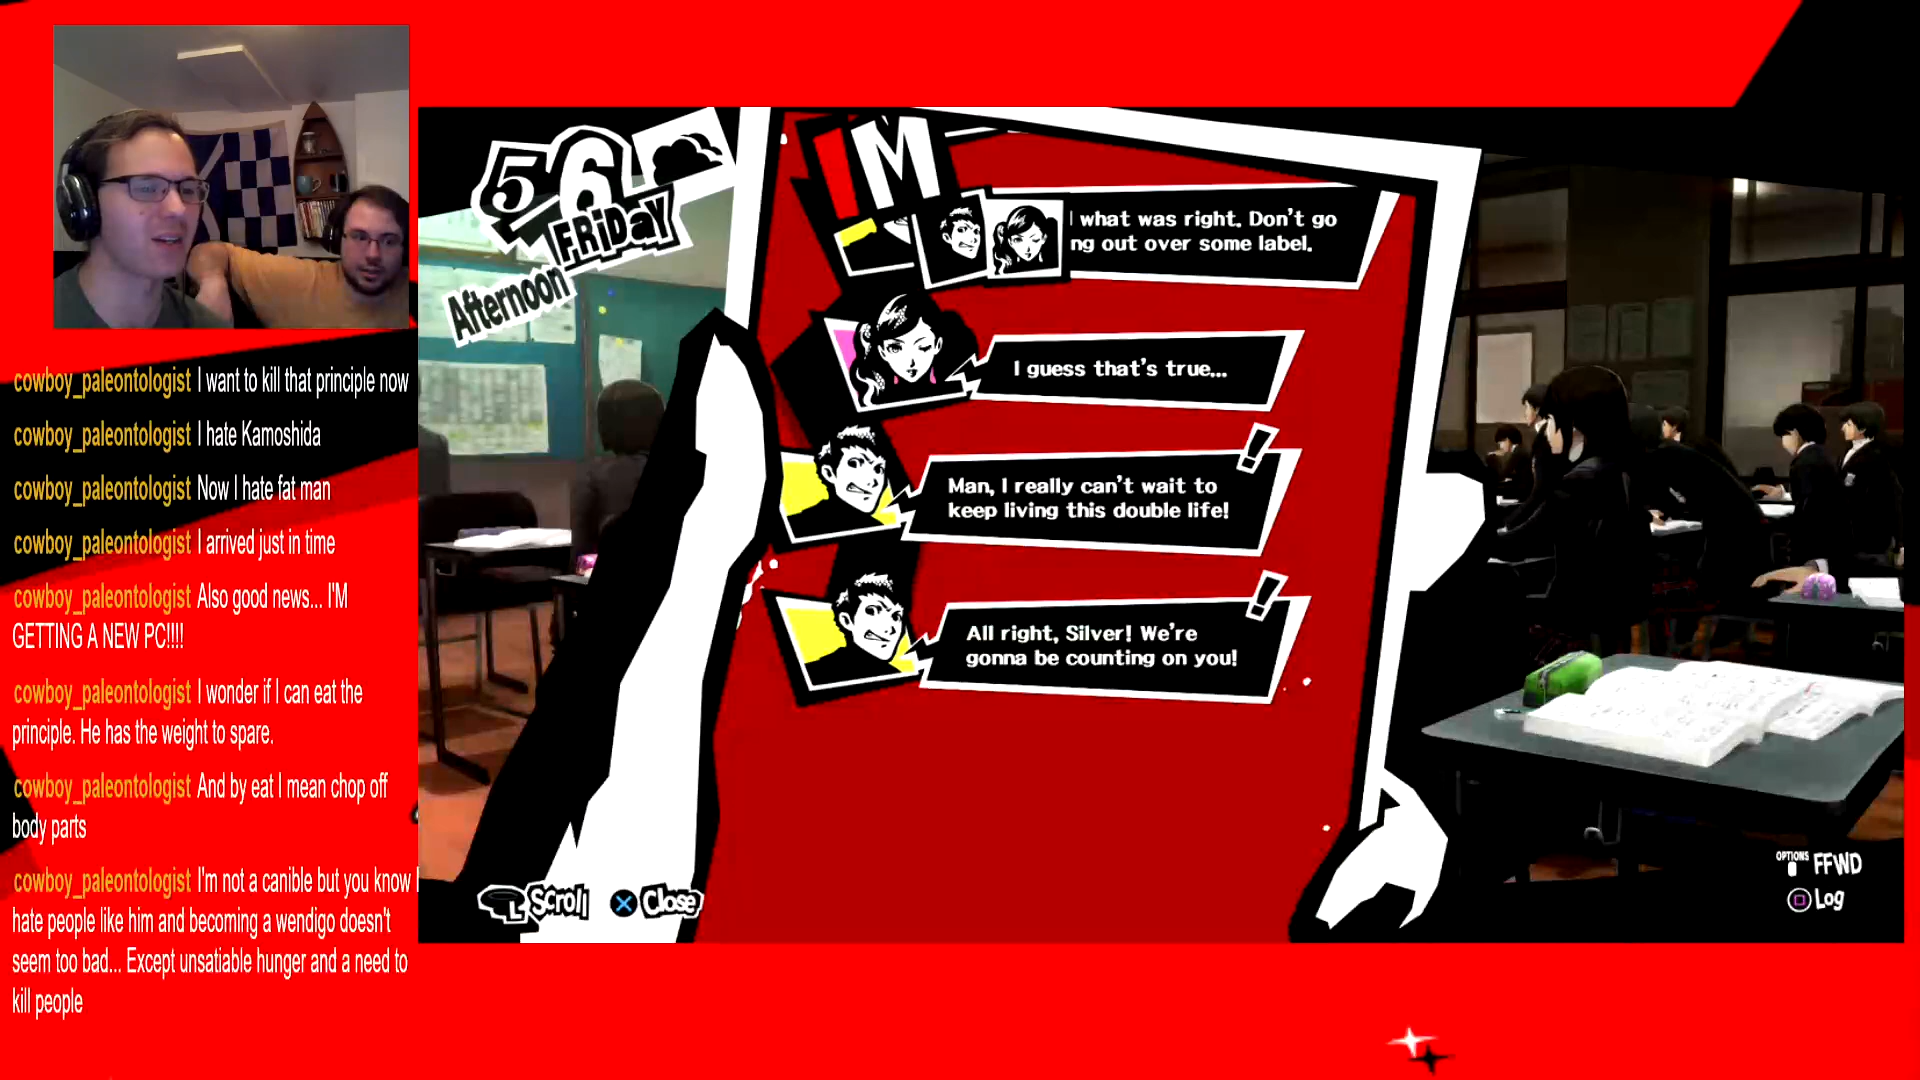 cowboy_paleontologist I want to kill that principle now
cowboy_paleontologist I hate Kamoshida
cowboy_paleontologist Now I hate fat man
cowboy_paleontologist I arrived just in time
cowboy_paleontologist Also good news... I'M
GETTING A NEW PC!!!!
cowboy_paleontologist I wonder if I can eat the
principle. He has the weight to spare.
cowboy_paleontologist And by eat I mean chop off
body parts
cowboy_paleontologist I'm not a canible but you know I
hate people like him and becoming a wendigo doesn't
seem too bad... Except unsatiable hunger and a need to
kill people
5/6
FRiDaY
Afternoon
IM
what was right. Don't go
ng out over some label.
I guess that's true...
Man, I really can't wait to
keep living this double life!
!
All right, Silver! We're
gonna be counting on you!
!
L Scroll
Close
OPTIONS FFWD
Log